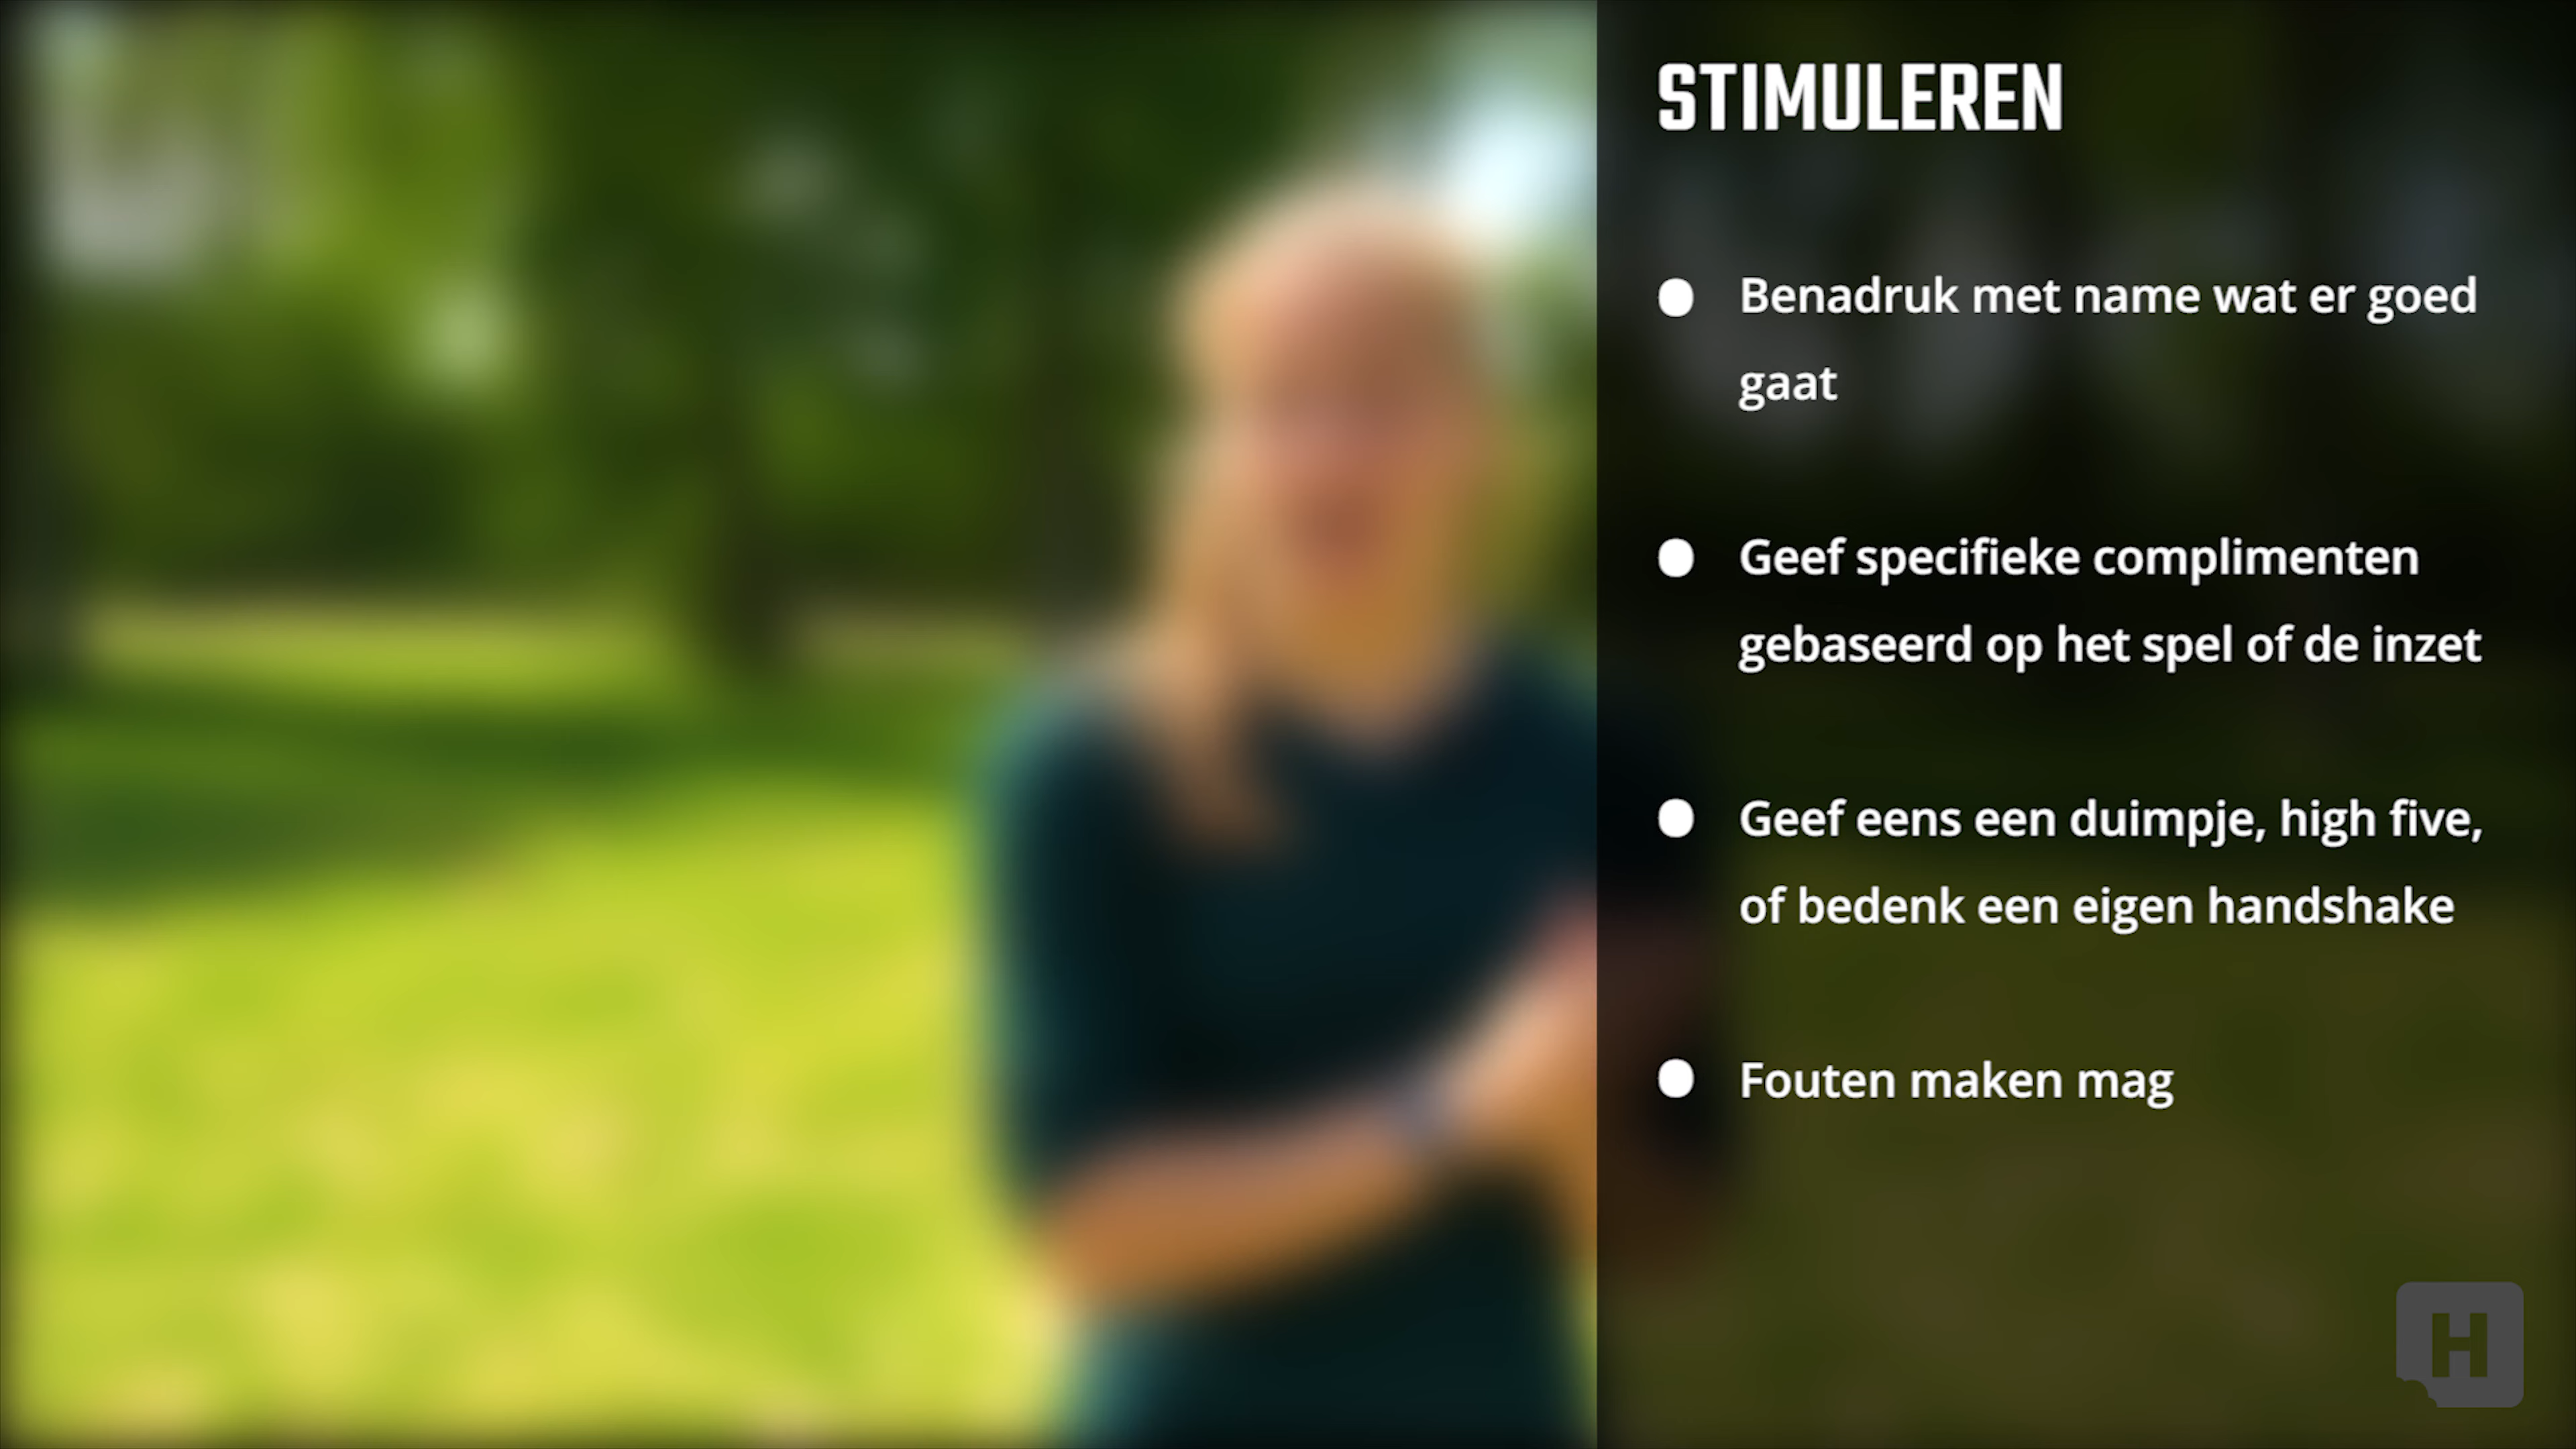 STIMULEREN
● Benadruk met name wat er goed
gaat
● Geef specifieke complimenten
gebaseerd op het spel of de inzet
● Geef eens een duimpje, high five,
of bedenk een eigen handshake
● Fouten maken mag
H